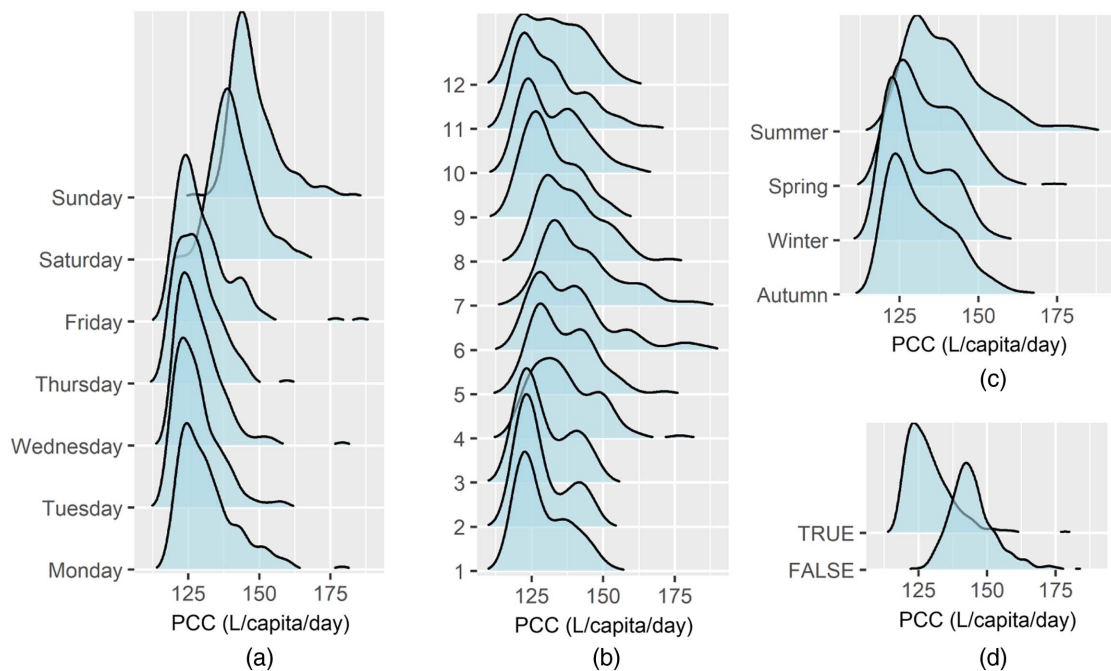 Sunday
Saturday
Friday
Thursday
Wednesday
Tuesday
Monday
125 150 175
PCC (L/capita/day)
(a)
12
11
10
9
8
7
6
5
4
3
2
1
125 150 175
PCC (L/capita/day)
(b)
Summer
Spring
Winter
Autumn
125 150 175
PCC (L/capita/day)
(c)
TRUE
FALSE
125 150 175
PCC (L/capita/day)
(d)